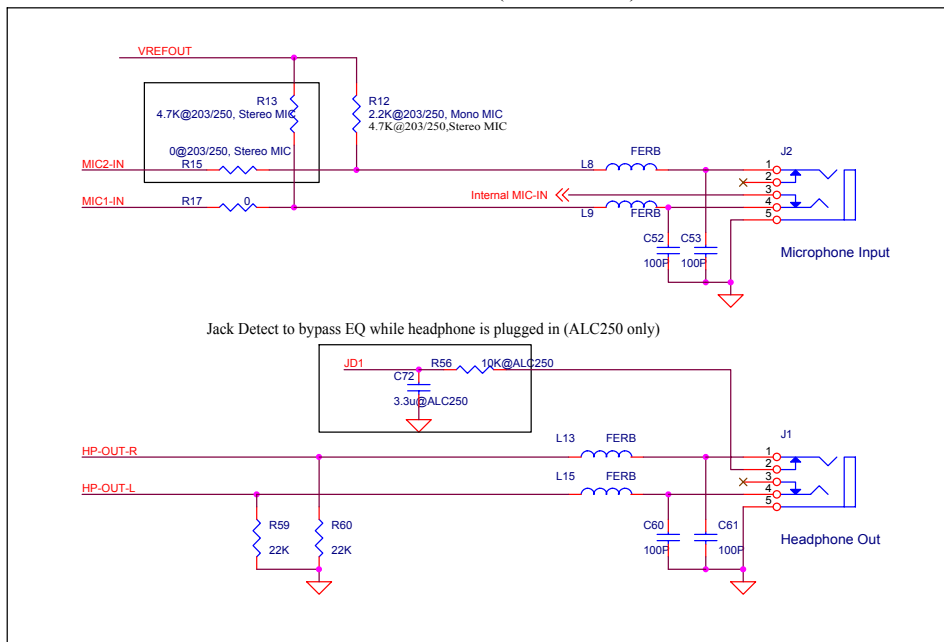 VREFOUT
R13
4.7K@203/250, Stereo MIC
R12
2.2K@203/250, Mono MIC
4.7K@203/250,Stereo MIC
0@203/250, Stereo MIC
MIC2-IN
R15
L8
FERB
J2
1
2
3
4
5
Internal MIC-IN
MIC1-IN
R17
0
L9
FERB
C52
C53
100P
100P
Microphone Input
Jack Detect to bypass EQ while headphone is plugged in (ALC250 only)
JD1
R56
10K@ALC250
C72
3.3u@ALC250
HP-OUT-R
L13
FERB
J1
1
2
3
4
5
HP-OUT-L
L15
FERB
R59
R60
22K
22K
C60
C61
100P
100P
Headphone Out